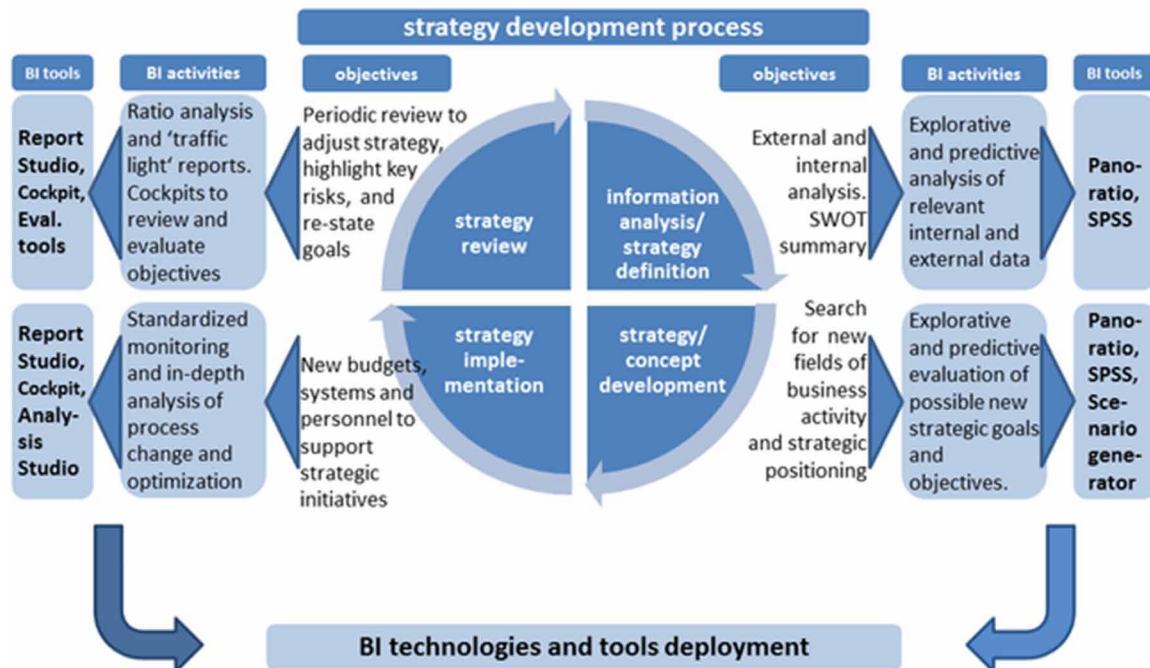 strategy development process
BI tools
BI activities
objectives
objectives
BI activities
BI tools
Report
Studio,
Cockpit,
Eval.
tools
Ratio analysis
and ‘traffic
light‘ reports.
Cockpits to
review and
evaluate
objectives
Periodic review to
adjust strategy,
highlight key
risks, and
re-state
goals
strategy
review
information
analysis/
strategy
definition
External and
internal
analysis.
SWOT
summary
Explorative
and predictive
analysis of
relevant
internal and
external data
Pano-
ratio,
SPSS
Report
Studio,
Cockpit,
Analy-
sis
Studio
Standardized
monitoring
and in-depth
analysis of
process
change and
optimization
New budgets,
systems and
personnel to
support
strategic
initiatives
strategy
imple-
mentation
strategy/
concept
development
Search
for new
fields of
business
activity
and strategic
positioning
Explorative
and predictive
evaluation of
possible new
strategic goals
and
objectives.
Pano-
ratio,
SPSS,
Sce-
nario
gene-
rator
BI technologies and tools deployment